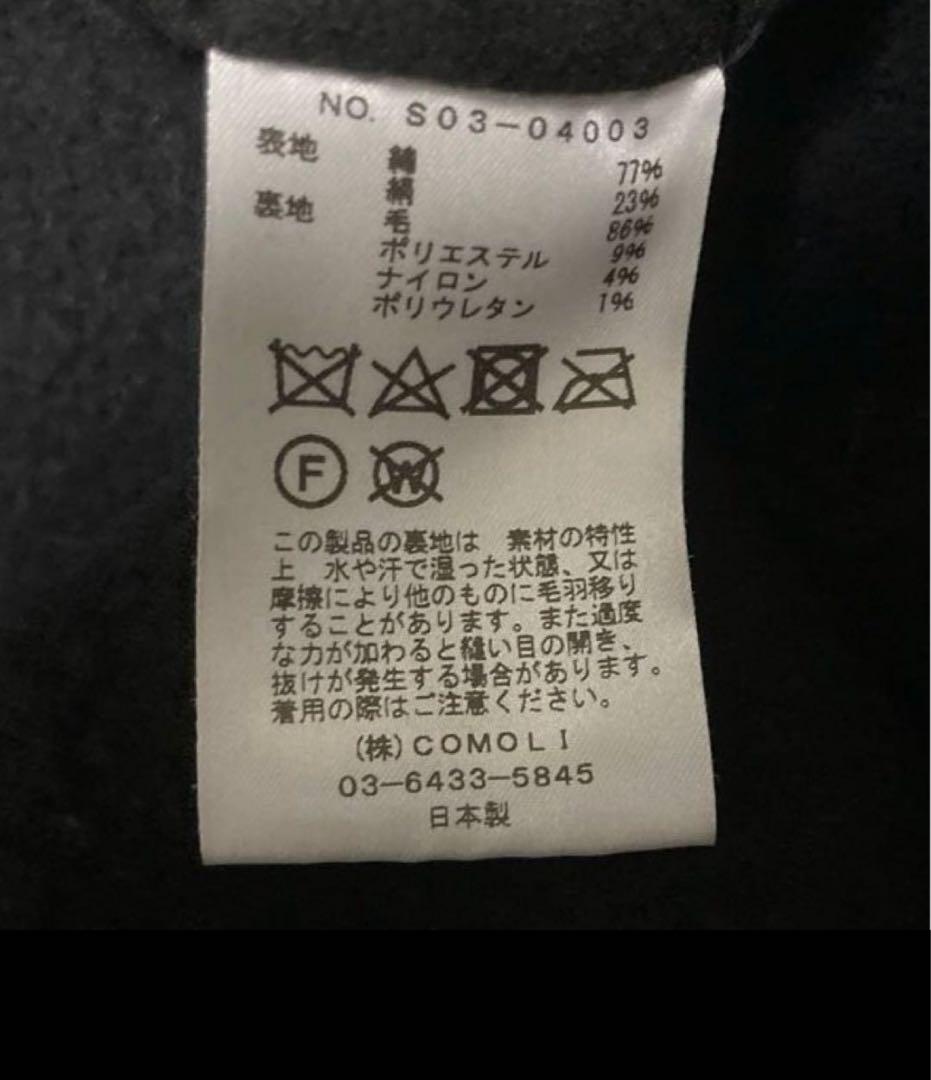 NO. S03-04003
表地 綿 77%
絹 23%
裏地 毛 86%
ポリエステル 9%
ナイロン 4%
ポリウレタン 1%
F
W
この製品の裏地は 素材の特性
上 水や汗で湿った状態、又は
摩擦により他のものに毛羽移り
することがあります。また過度
な力が加わると縫い目の開き、
抜けが発生する場合があります。
着用の際はご注意ください。
(株)COMOLI
03-6433-5845
日本製